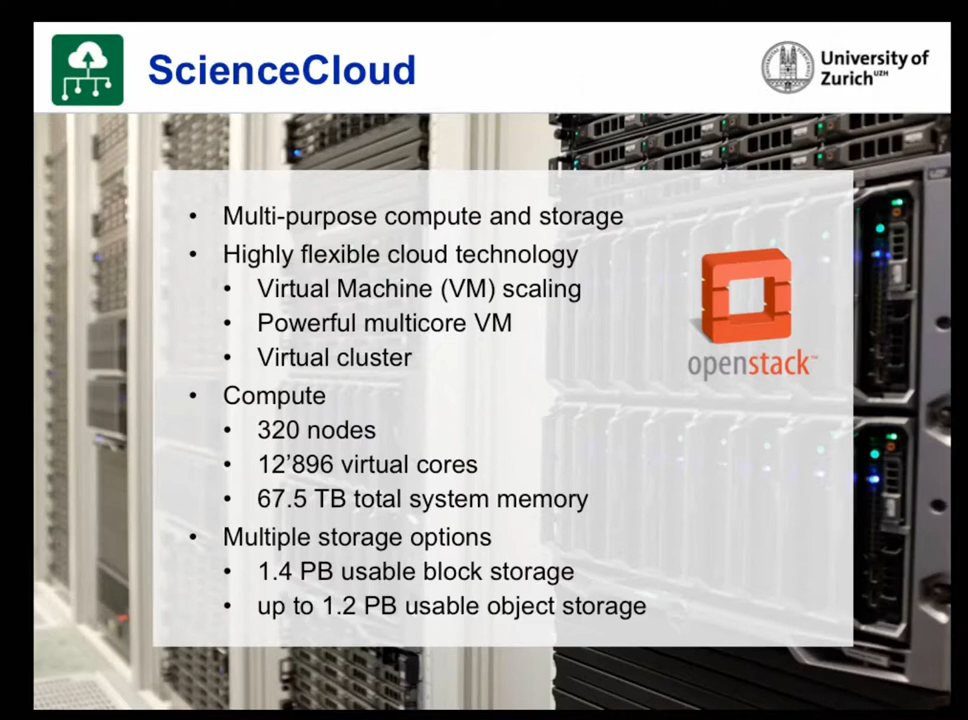 ScienceCloud
University of
Zurich UZH
• Multi-purpose compute and storage
• Highly flexible cloud technology
• Virtual Machine (VM) scaling
• Powerful multicore VM
• Virtual cluster
openstack™
• Compute
• 320 nodes
• 12’896 virtual cores
• 67.5 TB total system memory
• Multiple storage options
• 1.4 PB usable block storage
• up to 1.2 PB usable object storage